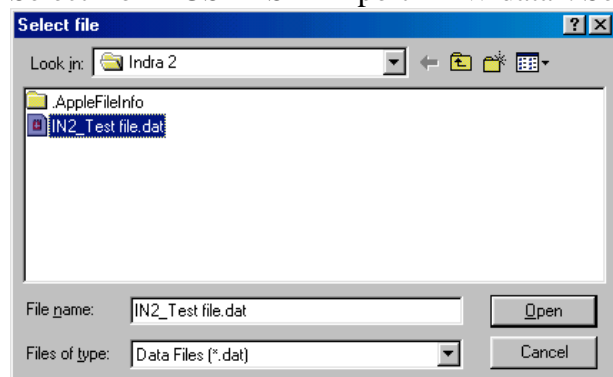 Select file
Look in: Indra 2
.AppleFileInfo
IN2_Test file.dat
File name: IN2_Test file.dat Open
Files of type: Data Files (*.dat) Cancel